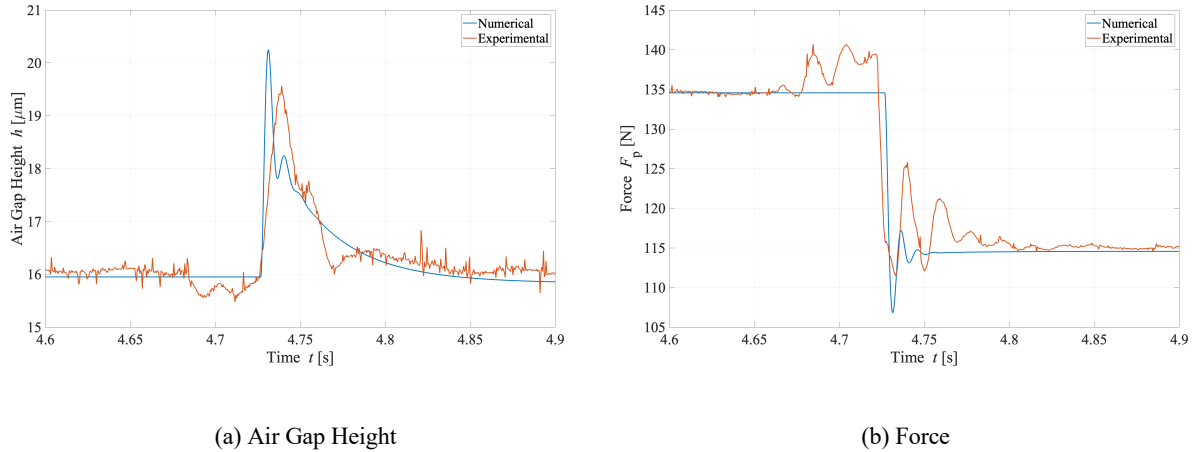 21
20
19
18
17
16
15
Air Gap Height h [μm]
4.6 4.65 4.7 4.75 4.8 4.85 4.9
Time t [s]
Numerical
Experimental
(a) Air Gap Height
145
140
135
130
125
120
115
110
105
Force Fp [N]
4.6 4.65 4.7 4.75 4.8 4.85 4.9
Time t [s]
Numerical
Experimental
(b) Force